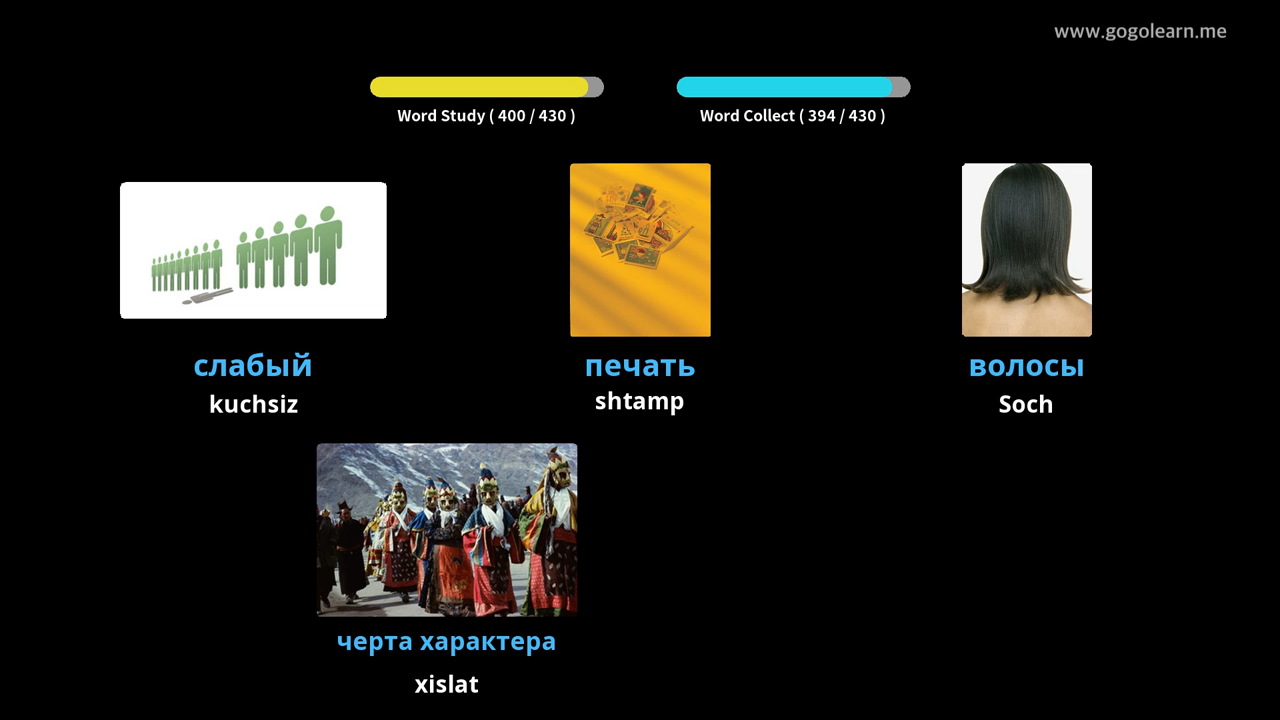 www.gogolearn.me
Word Study ( 400 / 430 )
Word Collect ( 394 / 430 )
слабый
kuchsiz
печать
shtamp
волосы
Soch
черта характера
xislat